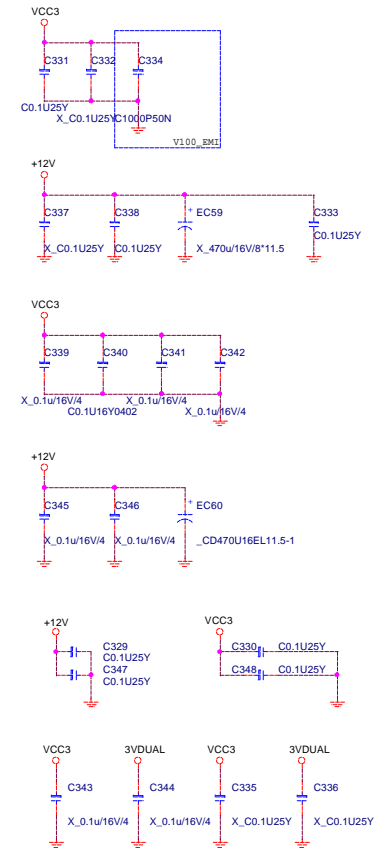 VCC3
C331 C332 C334
C0.1U25Y
X_C0.1U25Y C1000P50N
V100_EMI
+12V
C337 C338 + EC59 C333
X_C0.1U25Y C0.1U25Y X_470u/16V/8*11.5 C0.1U25Y
VCC3
C339 C340 C341 C342
X_0.1u/16V/4 X_0.1u/16V/4
C0.1U16Y0402 X_0.1u/16V/4
+12V
C345 C346 + EC60
X_0.1u/16V/4 X_0.1u/16V/4 _CD470U16EL11.5-1
+12V VCC3
C329 C330 C0.1U25Y
C0.1U25Y
C347 C348 C0.1U25Y
C0.1U25Y
VCC3 3VDUAL VCC3 3VDUAL
C343 C344 C335 C336
X_0.1u/16V/4 X_0.1u/16V/4 X_C0.1U25Y X_C0.1U25Y